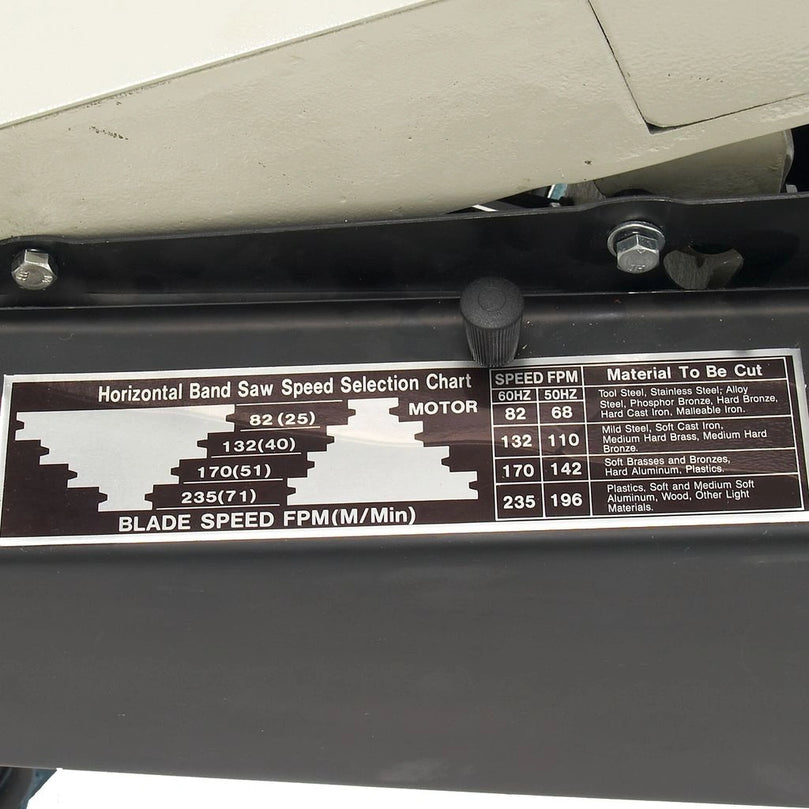 Horizontal Band Saw Speed Selection Chart
82(25)
MOTOR
132(40)
170(51)
235(71)
BLADE SPEED FPM(M/Min)
SPEED FPM
Material To Be Cut
60HZ 50HZ
82 68
Tool Steel, Stainless Steel, Alloy
Steel, Phosphor Bronze, Hard Bronze,
Hard Cast Iron, Malleable Iron.
132 110
Mild Steel, Soft Cast Iron,
Medium Hard Brass, Medium Hard
Bronze.
170 142
Soft Brasses and Bronzes,
Hard Aluminum, Plastics.
235 196
Plastics, Soft and Medium Soft
Aluminum, Wood, Other Light
Materials.